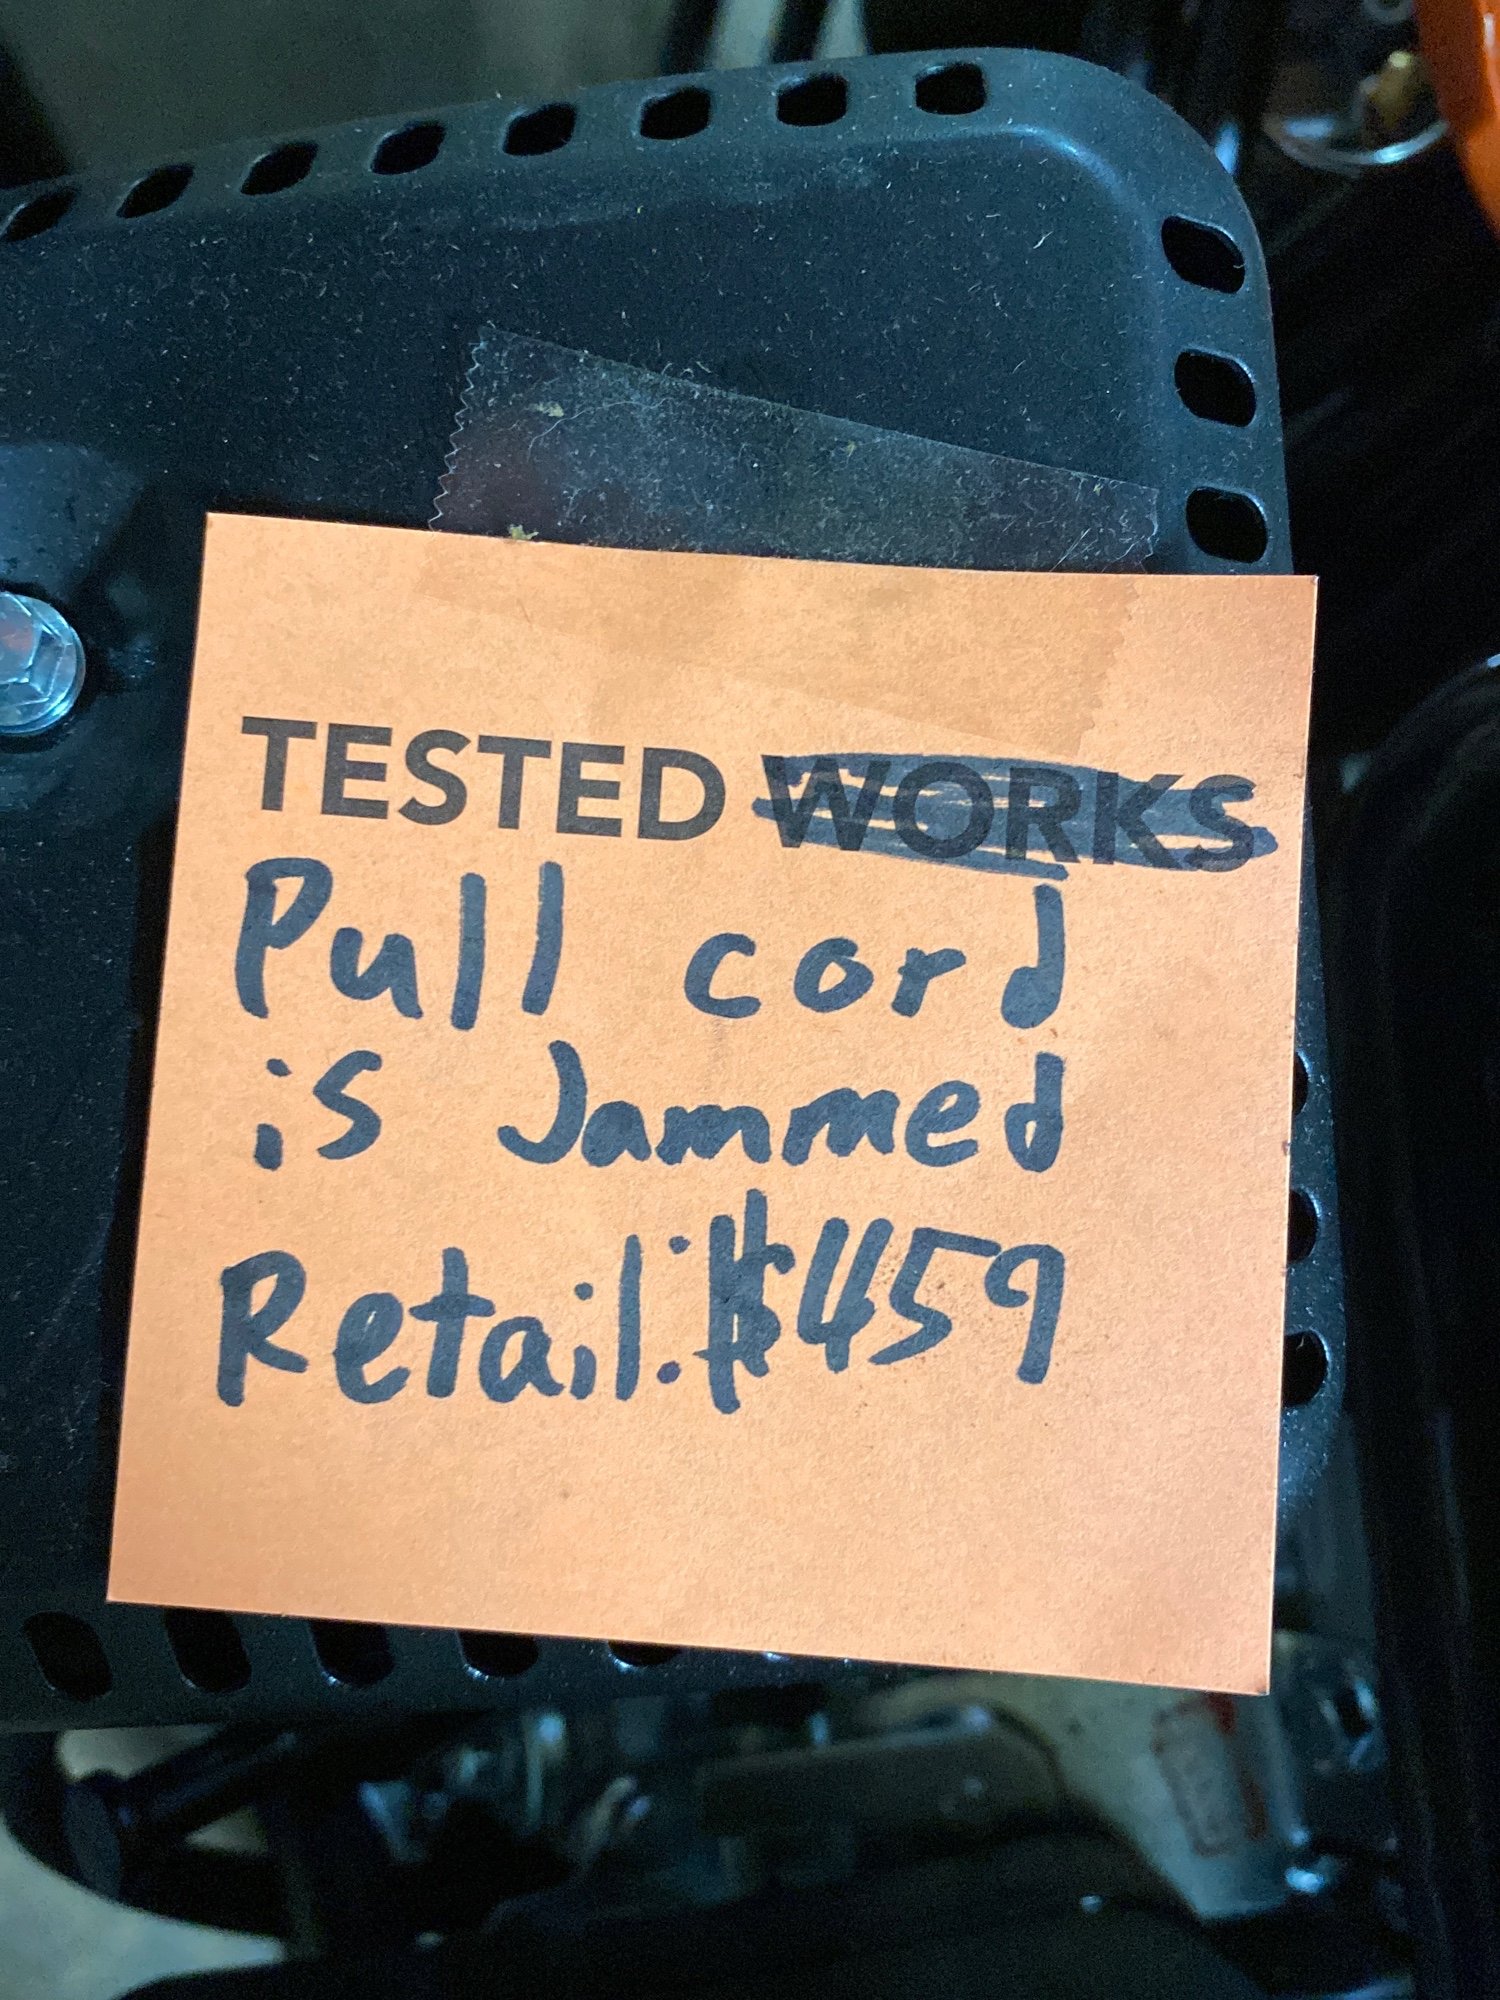 TESTED WORKS
Pull cord
is Jammed
Retail: $459